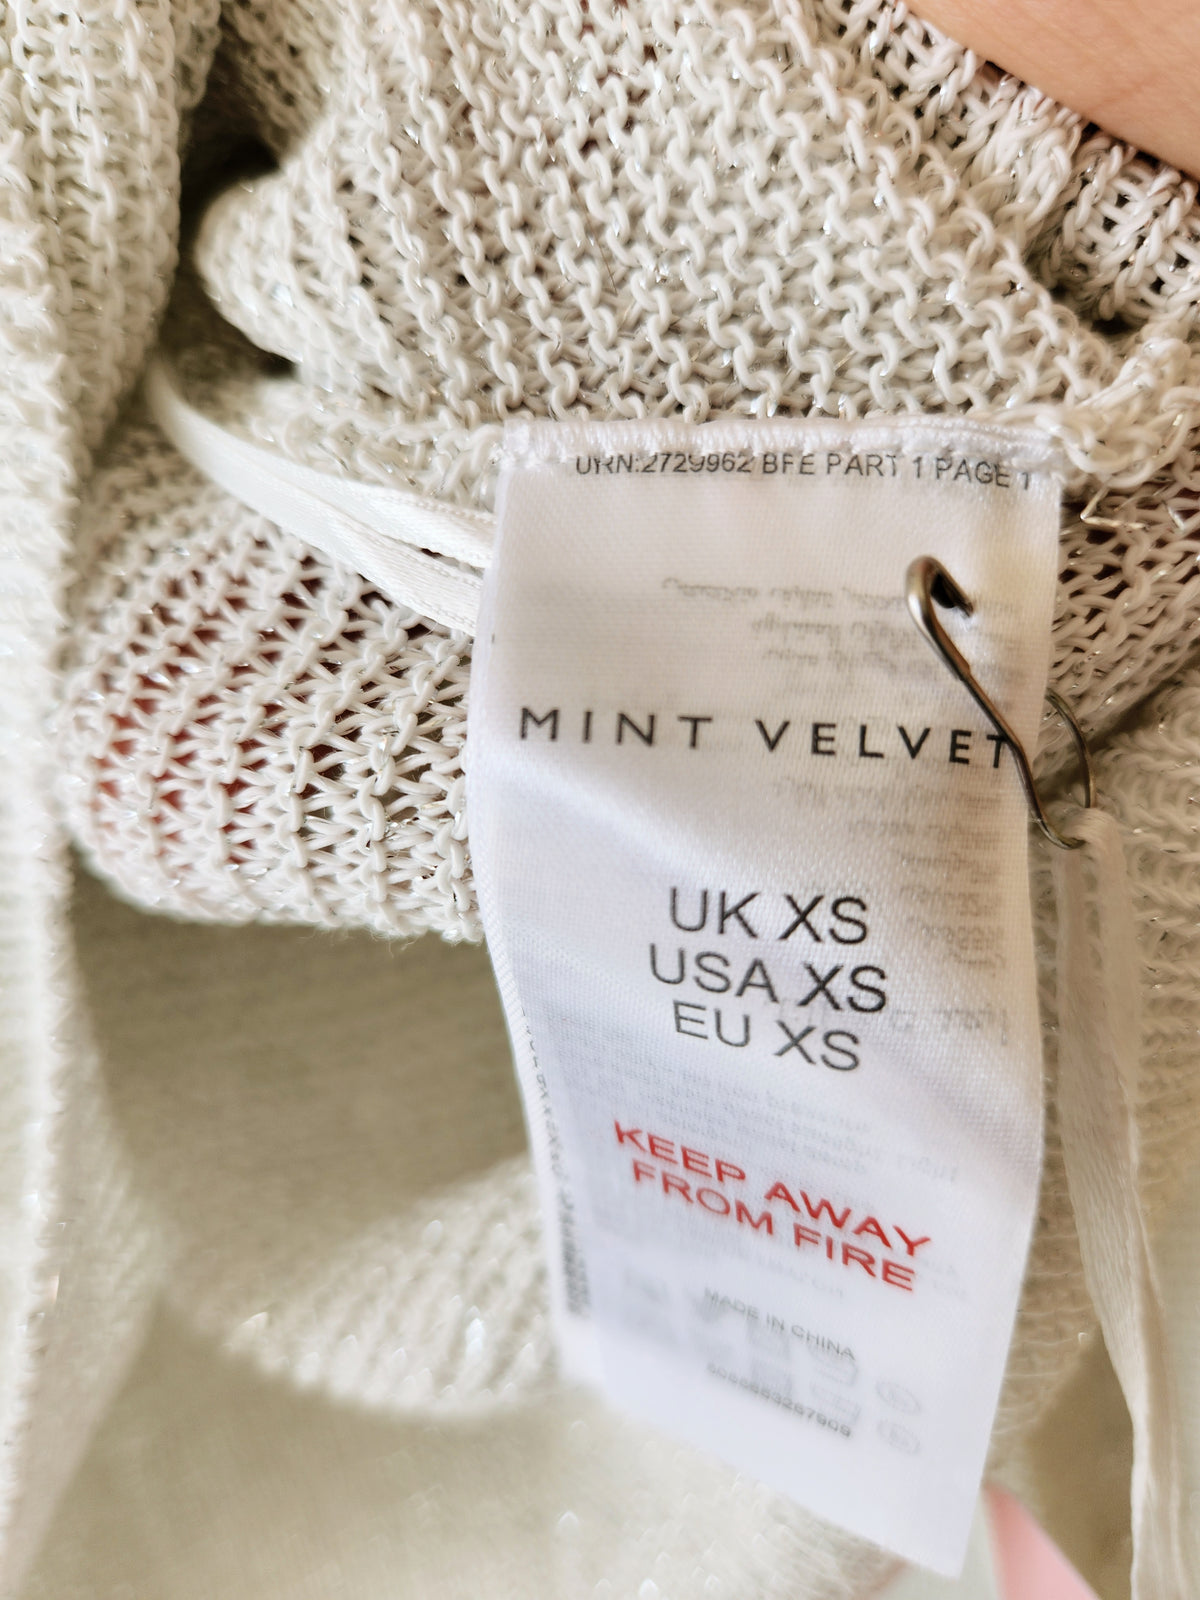 URN:2729962 BFE PART 1 PAGE 1
MINT VELVET
UK XS
USA XS
EU XS
KEEP AWAY
FROM FIRE
MADE IN CHINA